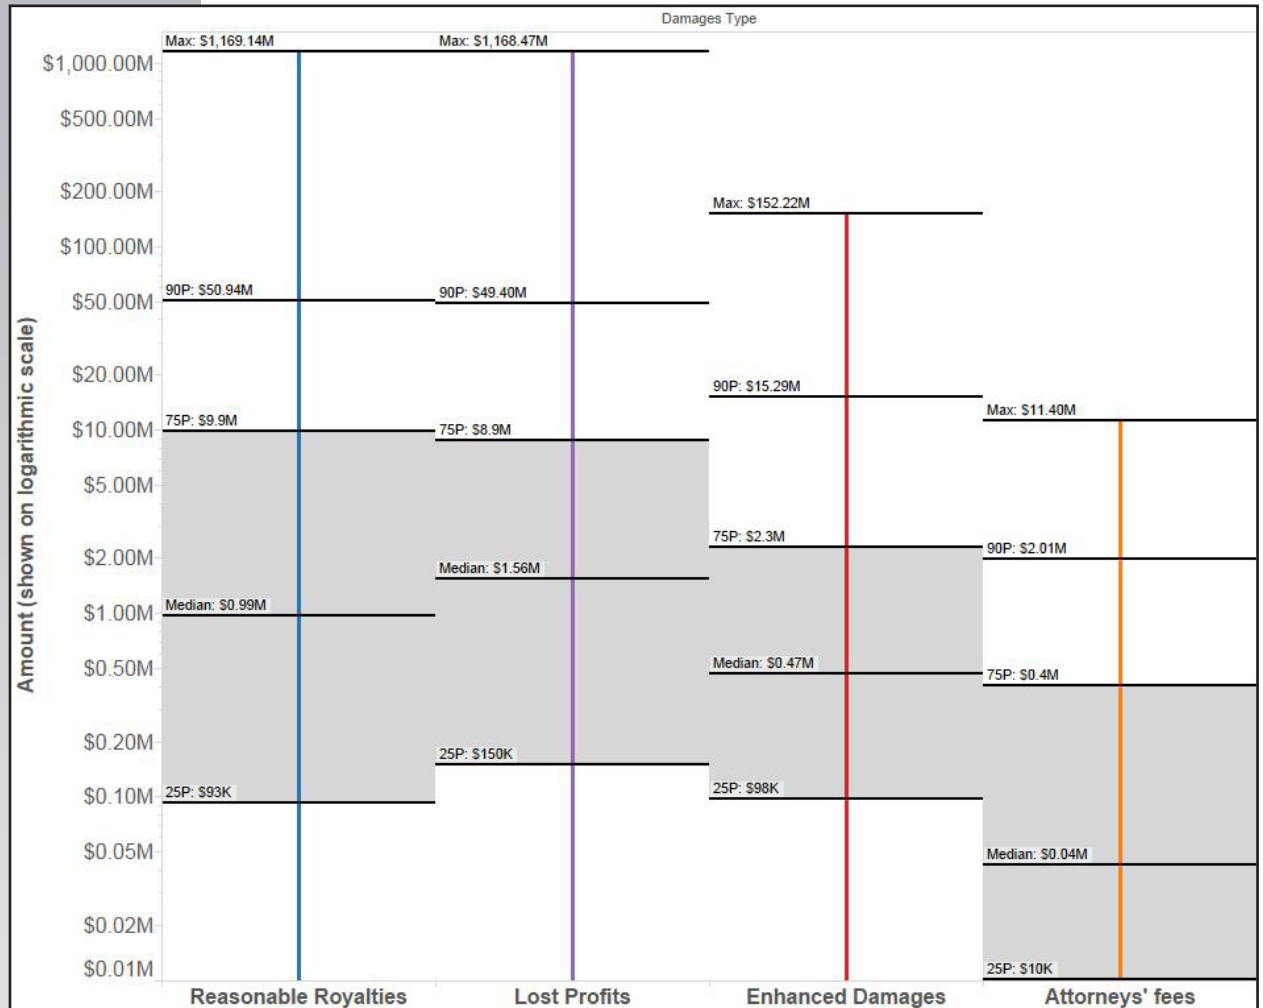 Damages Type
Amount (shown on logarithmic scale)
$1,000.00M
$500.00M
$200.00M
$100.00M
$50.00M
$20.00M
$10.00M
$5.00M
$2.00M
$1.00M
$0.50M
$0.20M
$0.10M
$0.05M
$0.02M
$0.01M
Max: $1,169.14M
90P: $50.94M
75P: $9.9M
Median: $0.99M
25P: $93K
Max: $1,168.47M
90P: $49.40M
75P: $8.9M
Median: $1.56M
25P: $150K
Max: $152.22M
90P: $15.29M
75P: $2.3M
Median: $0.47M
25P: $98K
Max: $11.40M
90P: $2.01M
75P: $0.4M
Median: $0.04M
25P: $10K
Reasonable Royalties
Lost Profits
Enhanced Damages
Attorneys' fees